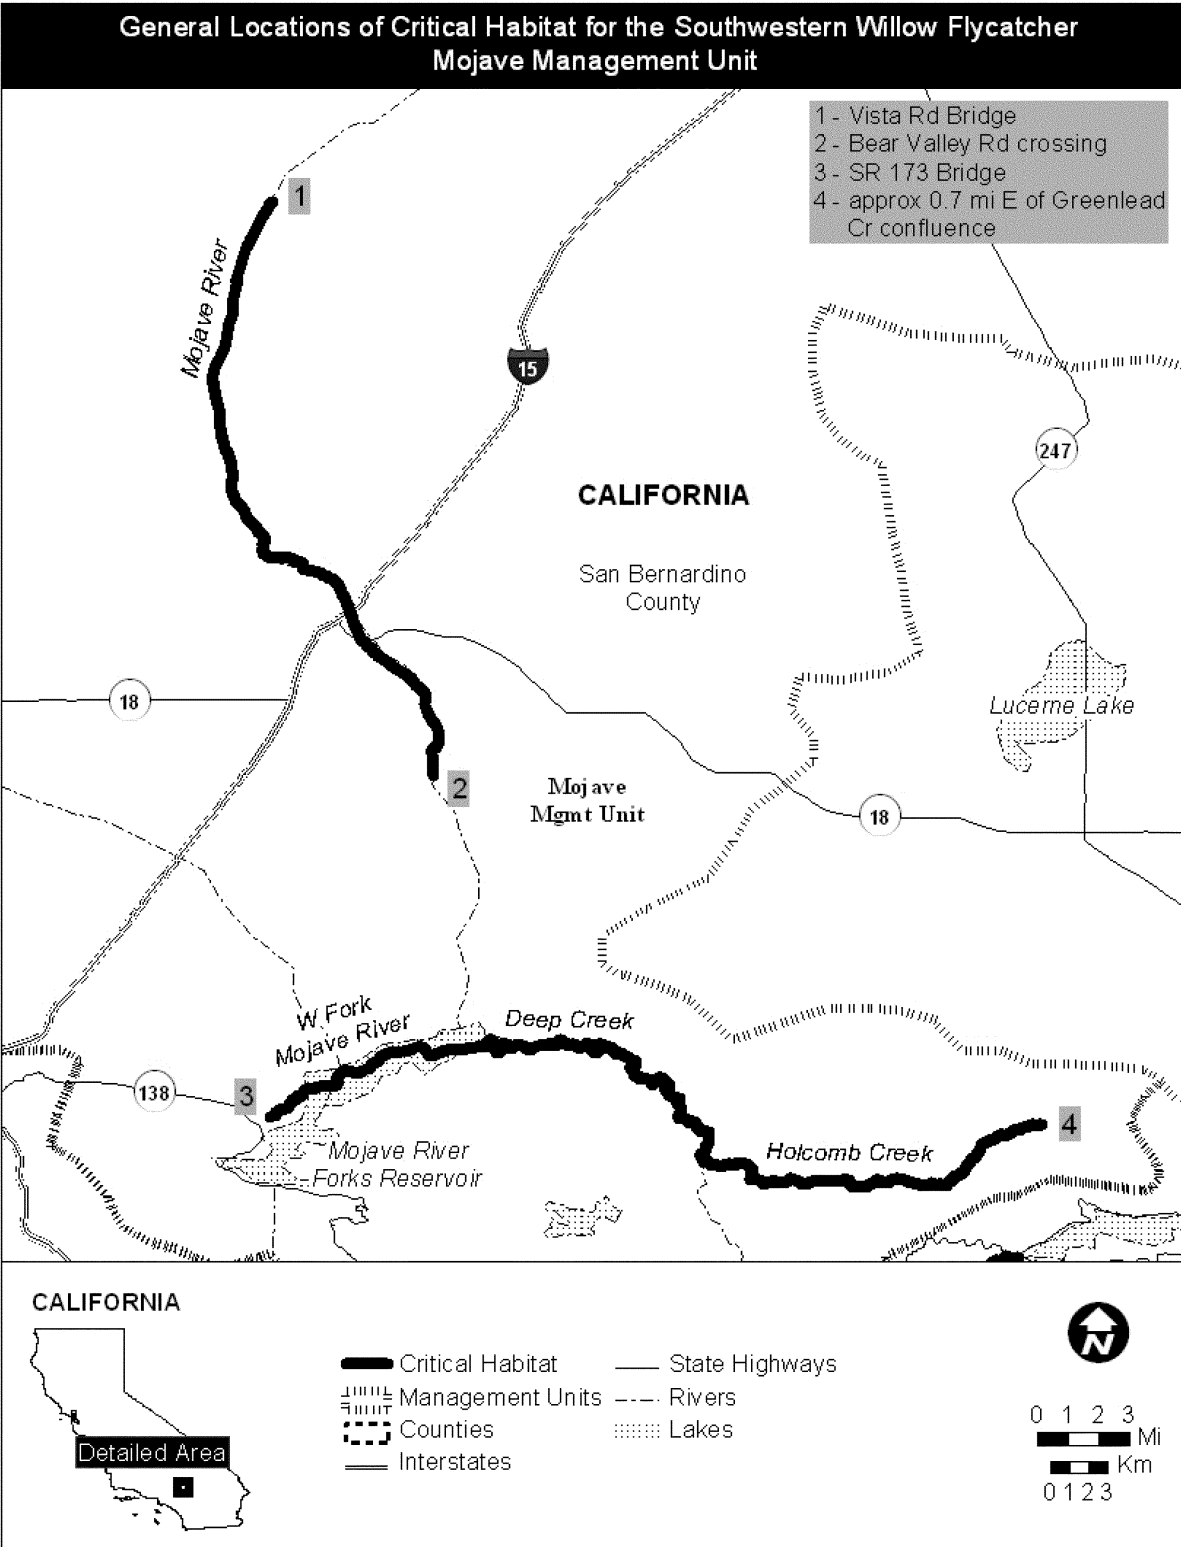 General Locations of Critical Habitat for the Southwestern Willow Flycatcher
Mojave Management Unit
1 - Vista Rd Bridge
2 - Bear Valley Rd crossing
3 - SR 173 Bridge
4 - approx 0.7 mi E of Greenlead
Cr confluence
1
Mojave River
15
247
CALIFORNIA
San Bernardino
County
18
Lucerne Lake
2
Mojave
Mgmt Unit
18
W Fork
Mojave River
Deep Creek
138
3
4
Mojave River
Forks Reservoir
Holcomb Creek
CALIFORNIA
Detailed Area
Critical Habitat
Management Units
Counties
Interstates
State Highways
Rivers
Lakes
N
0 1 2 3
Mi
Km
0 1 2 3